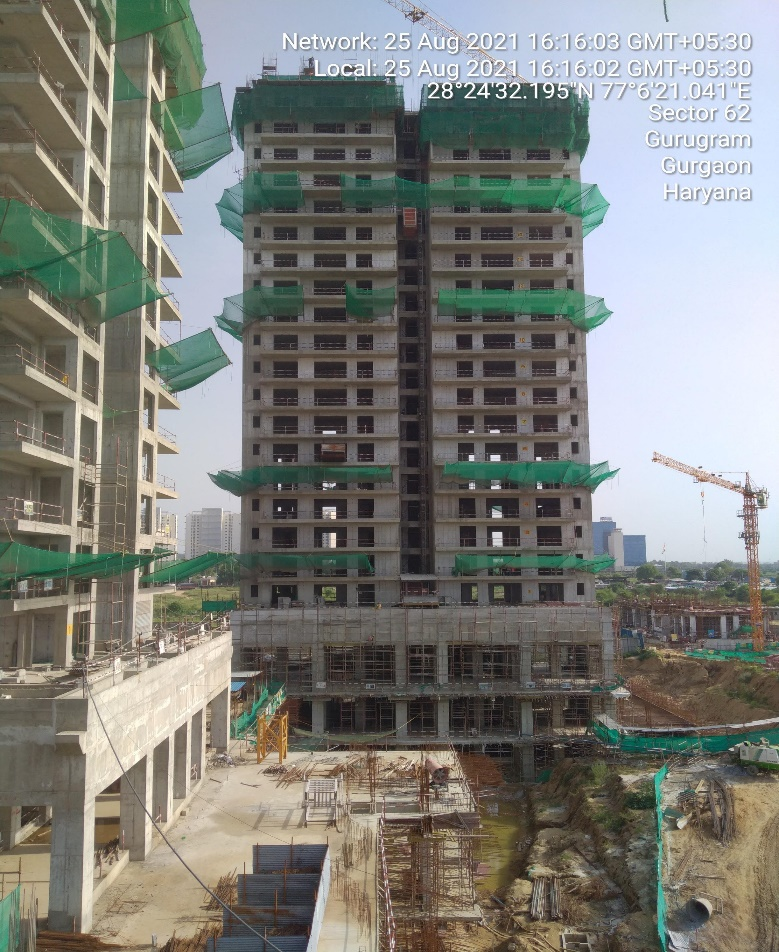 Network: 25 Aug 2021 16:16:03 GMT+05:30
Local: 25 Aug 2021 16:16:02 GMT+05:30
28°24'32.195"N 77°6'21.041"E
Sector 62
Gurugram
Gurgaon
Haryana